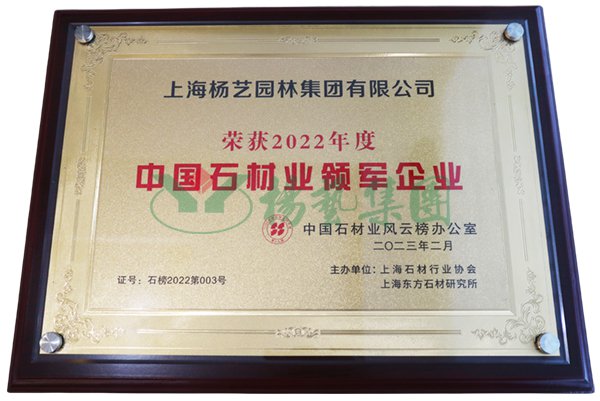 上海杨艺园林集团有限公司
荣获2022年度
中国石材业领军企业
杨藝集團
中国石材业风云榜办公室
二〇二三年二月
证号：石榜2022第003号
主办单位：上海石材行业协会
上海东方石材研究所